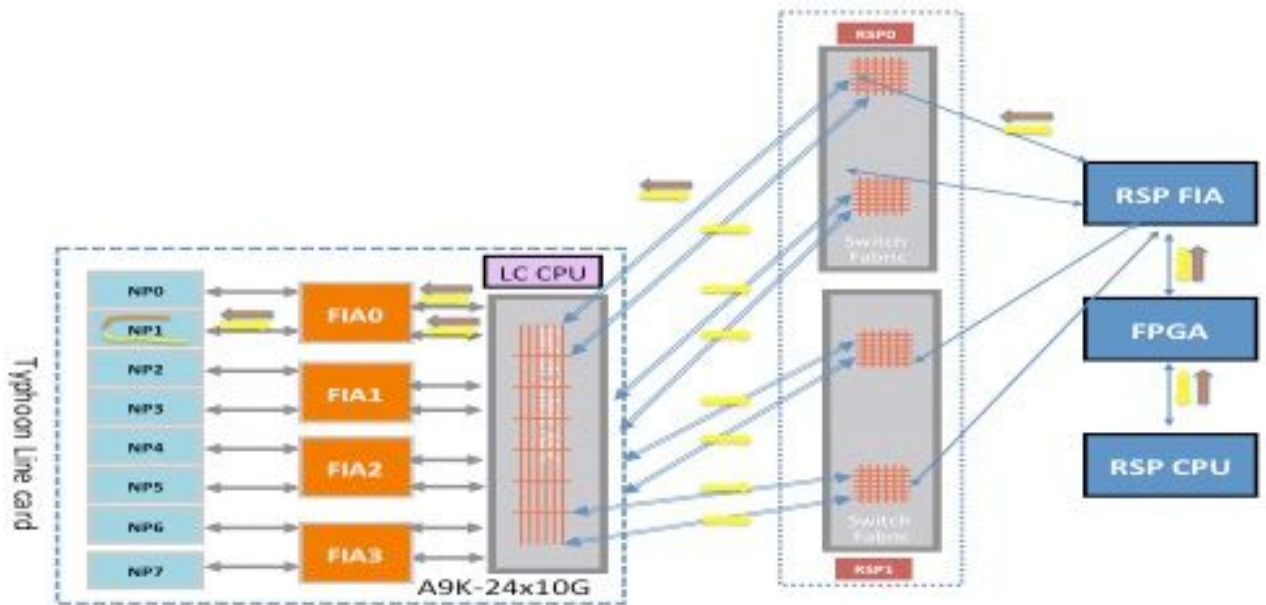 RSP0
Switch
Fabric
RSP FIA
FPGA
RSP CPU
LC CPU
NP0
NP1
NP2
NP3
NP4
NP5
NP6
NP7
FIA0
FIA1
FIA2
FIA3
Typhoon Line card
A9K-24x10G
Switch
Fabric
RSP1